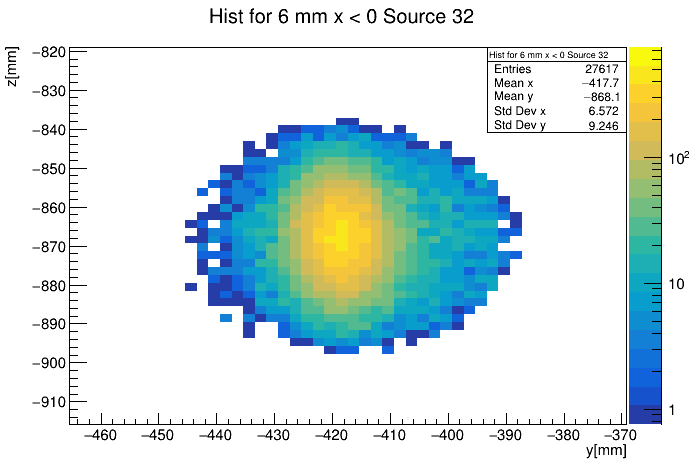 Hist for 6 mm x < 0 Source 32
z[mm]
−820
−830
−840
−850
−860
−870
−880
−890
−900
−910
Hist for 6 mm x < 0 Source 32
Entries 27617
Mean x −417.7
Mean y −868.1
Std Dev x 6.572
Std Dev y 9.246
10²
10
1
−460 −450 −440 −430 −420 −410 −400 −390 −380 −370
y[mm]